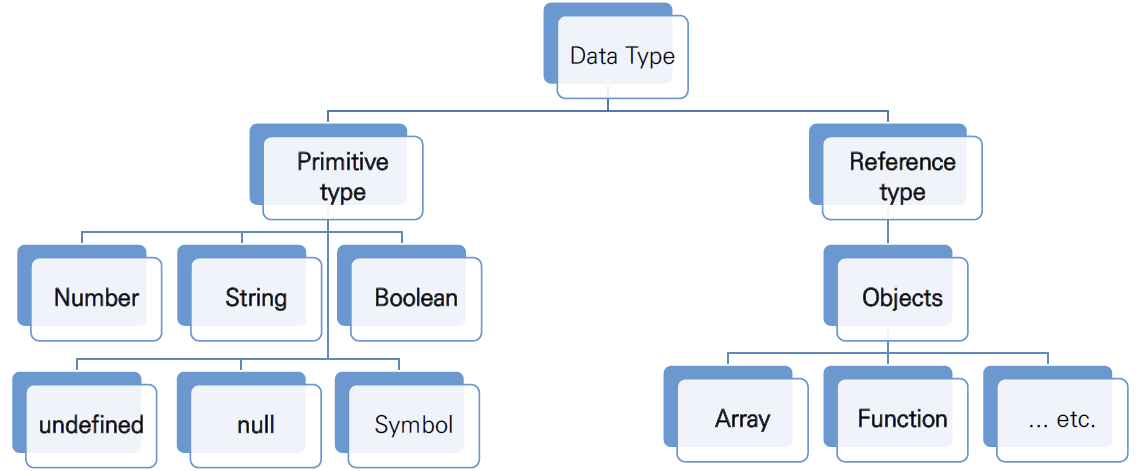 Data Type
Primitive
type
Reference
type
Number
String
Boolean
Objects
undefined
null
Symbol
Array
Function
... etc.